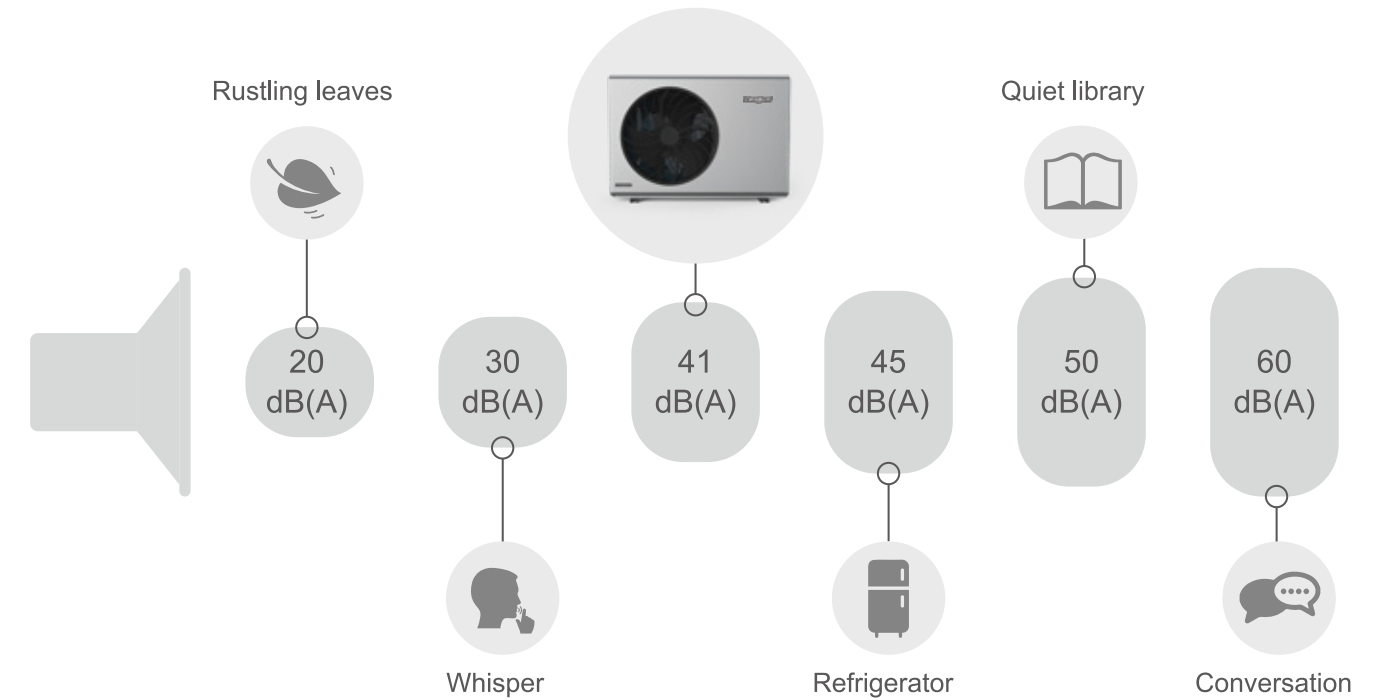 Rustling leaves
Quiet library
20
dB(A)
30
dB(A)
41
dB(A)
45
dB(A)
50
dB(A)
60
dB(A)
Whisper
Refrigerator
Conversation